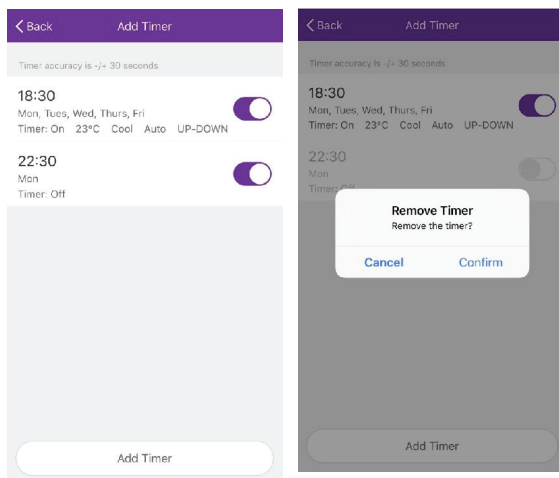 Back Add Timer
Timer accuracy is -/+ 30 seconds
18:30
Mon, Tues, Wed, Thurs, Fri
Timer: On 23°C Cool Auto UP-DOWN
22:30
Mon
Timer: Off
Add Timer
Back Add Timer
Timer accuracy is -/+ 30 seconds
18:30
Mon, Tues, Wed, Thurs, Fri
Timer: On 23°C Cool Auto UP-DOWN
22:30
Mon
Timer: Off
Remove Timer
Remove the timer?
Cancel Confirm
Add Timer